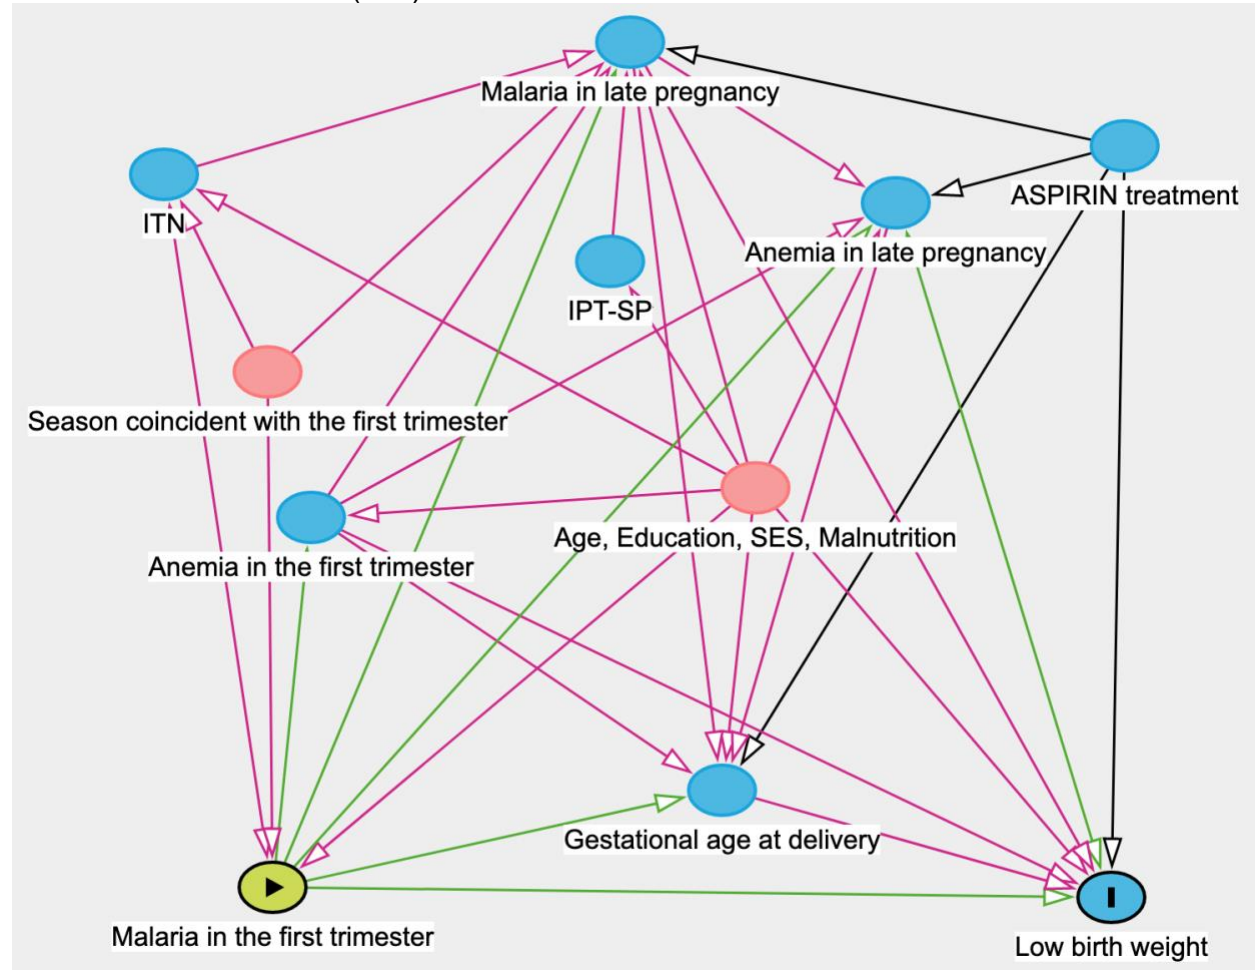 Malaria in late pregnancy
ASPIRIN treatment
ITN
Anemia in late pregnancy
IPT-SP
Season coincident with the first trimester
Age, Education, SES, Malnutrition
Anemia in the first trimester
Gestational age at delivery
Malaria in the first trimester
Low birth weight